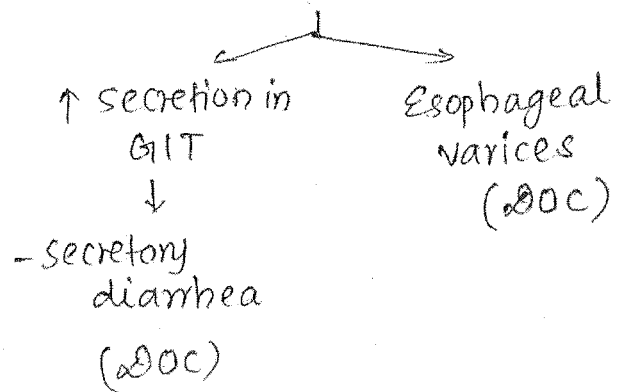 ↑ secretion in
GIT
↓
- secretory
diarrhea
(DOC)
Esophageal
varices
(DOC)